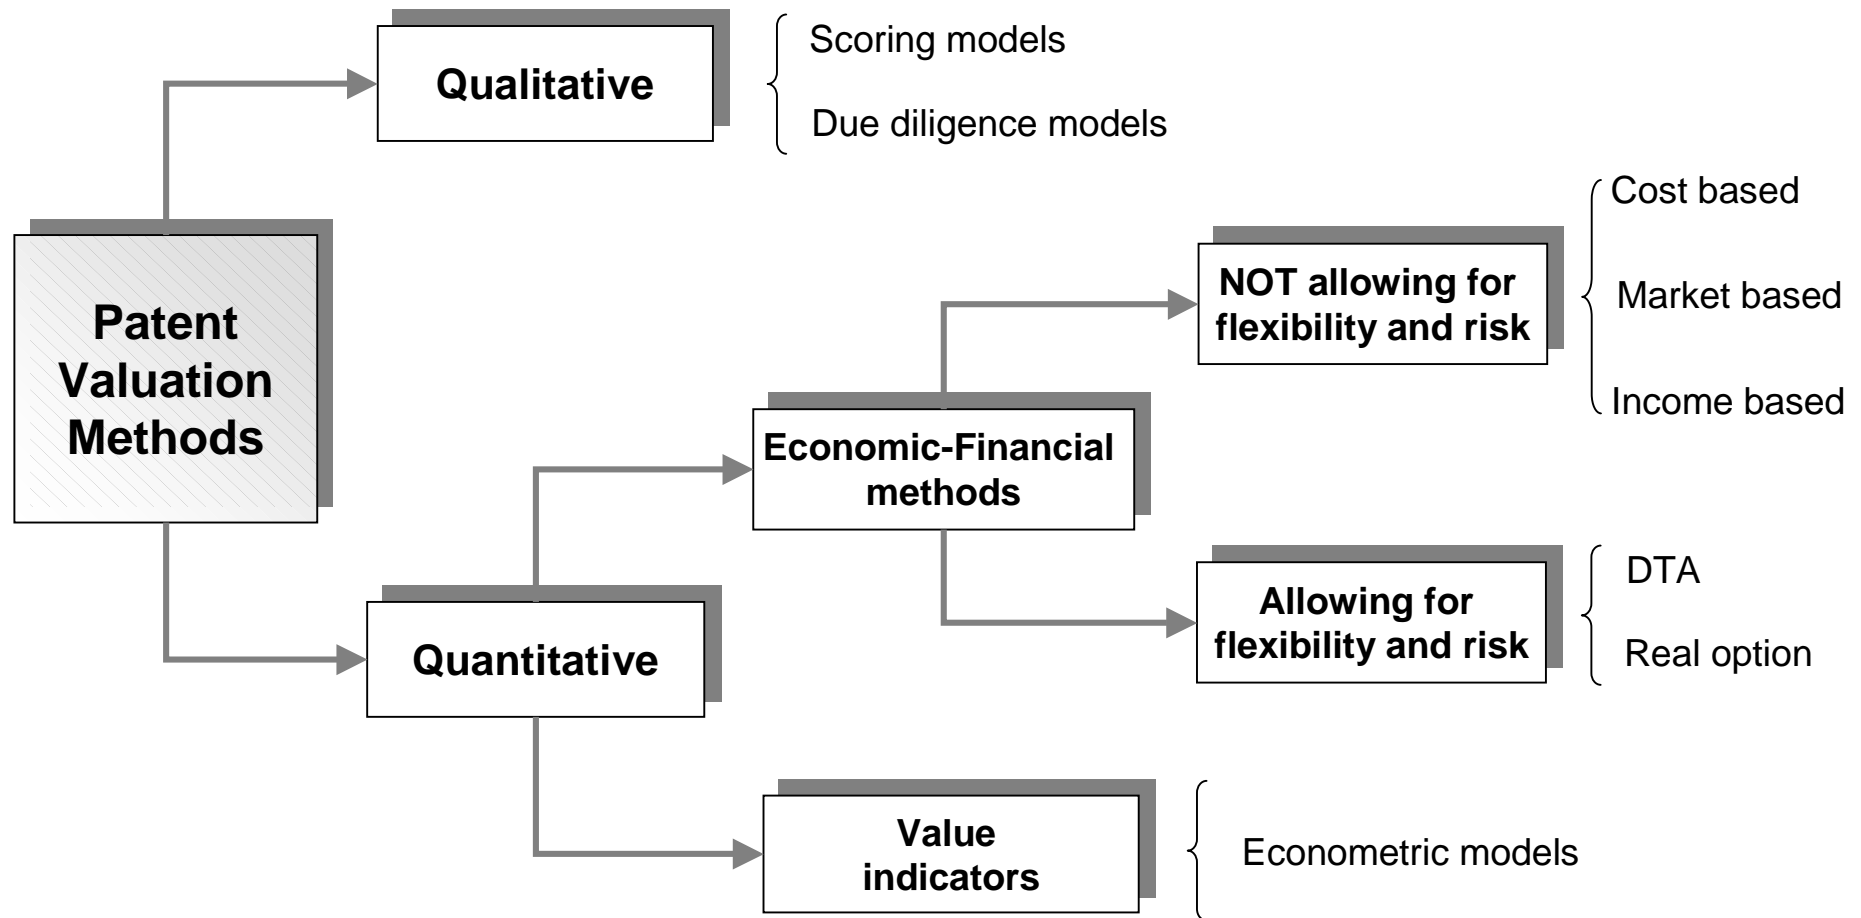 Qualitative
Scoring models
Due diligence models
Patent
Valuation
Methods
NOT allowing for
flexibility and risk
Cost based
Market based
Income based
Economic-Financial
methods
Allowing for
flexibility and risk
DTA
Real option
Quantitative
Value
indicators
Econometric models